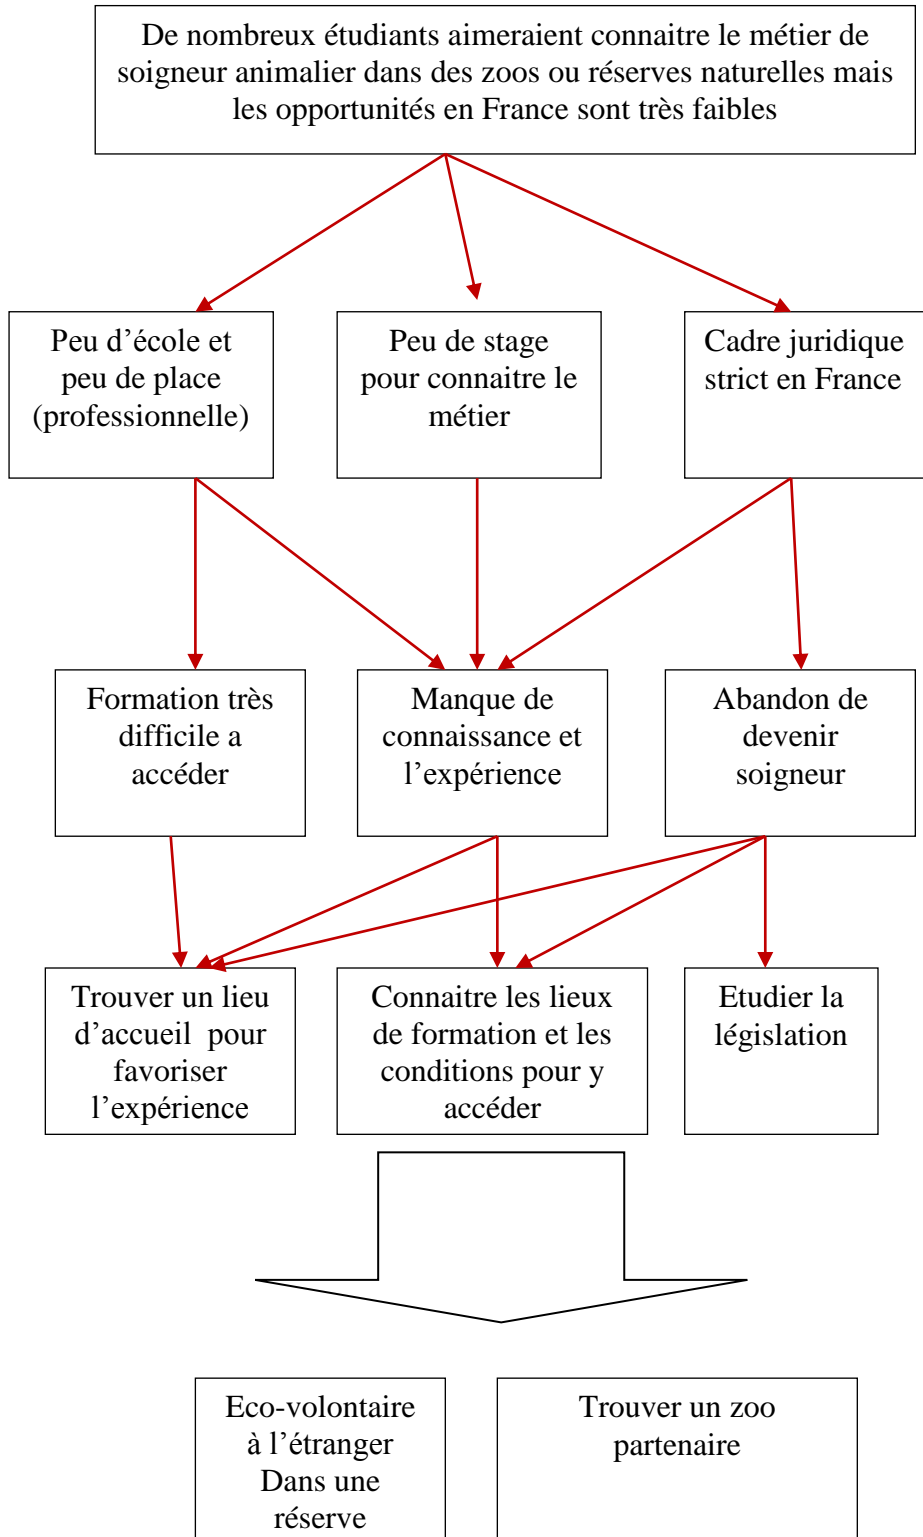 De nombreux étudiants aimeraient connaitre le métier de
soigneur animalier dans des zoos ou réserves naturelles mais
les opportunités en France sont très faibles
Peu d’école et
peu de place
(professionnelle)
Peu de stage
pour connaitre le
métier
Cadre juridique
strict en France
Formation très
difficile a
accéder
Manque de
connaissance et
l’expérience
Abandon de
devenir
soigneur
Trouver un lieu
d’accueil pour
favoriser
l’expérience
Connaitre les lieux
de formation et les
conditions pour y
accéder
Etudier la
législation
Eco-volontaire
à l’étranger
Dans une
réserve
Trouver un zoo
partenaire